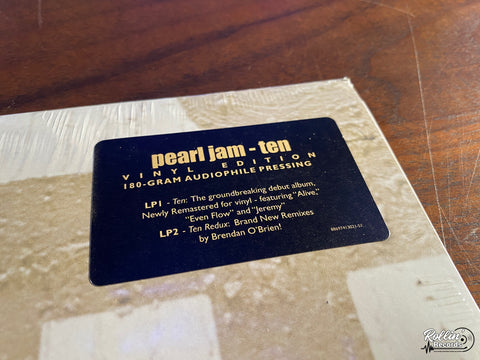 pearl jam - ten
VINYL EDITION
180-GRAM AUDIOPHILE PRESSING
LP1 - Ten: The groundbreaking debut album,
Newly Remastered for vinyl - featuring "Alive,"
"Even Flow" and "Jeremy"
LP2 - Ten Redux: Brand New Remixes
by Brendan O'Brien!
Rollin'
Records